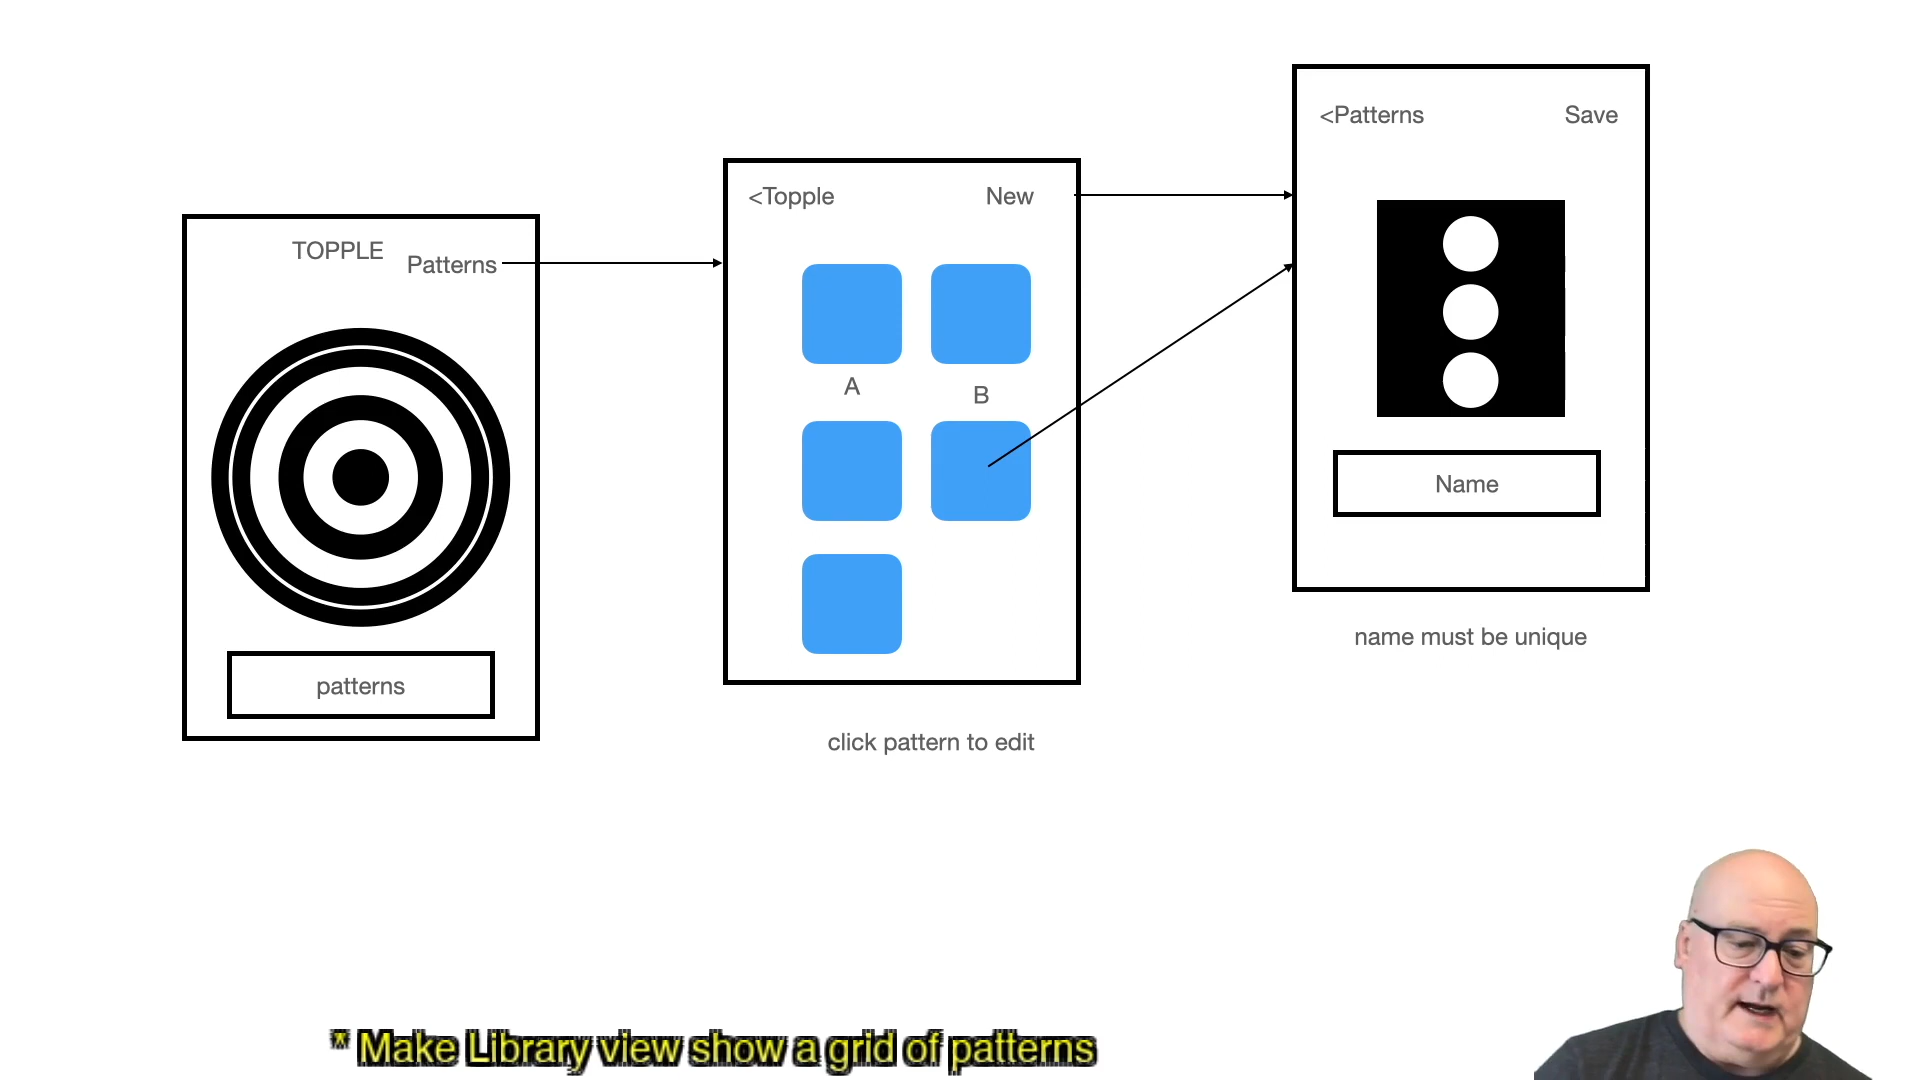 TOPPLE
Patterns
patterns
<Topple
New
A
B
click pattern to edit
<Patterns
Save
Name
name must be unique
* Make Library view show a grid of patterns